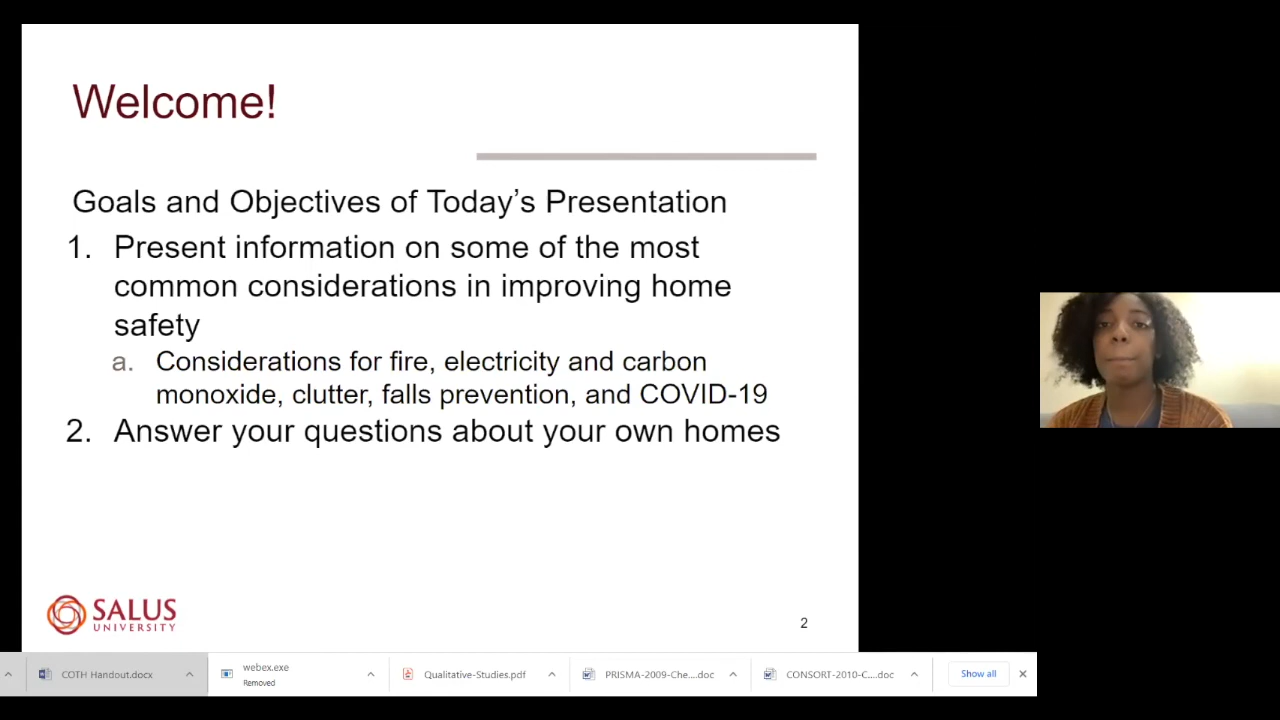 Welcome!
Goals and Objectives of Today’s Presentation
1. Present information on some of the most
common considerations in improving home
safety
a. Considerations for fire, electricity and carbon
monoxide, clutter, falls prevention, and COVID-19
2. Answer your questions about your own homes
SALUS
UNIVERSITY
2
COTH Handout.docx
webex.exe
Removed
Qualitative-Studies.pdf
PRISMA-2009-Che....doc
CONSORT-2010-C....doc
Show all